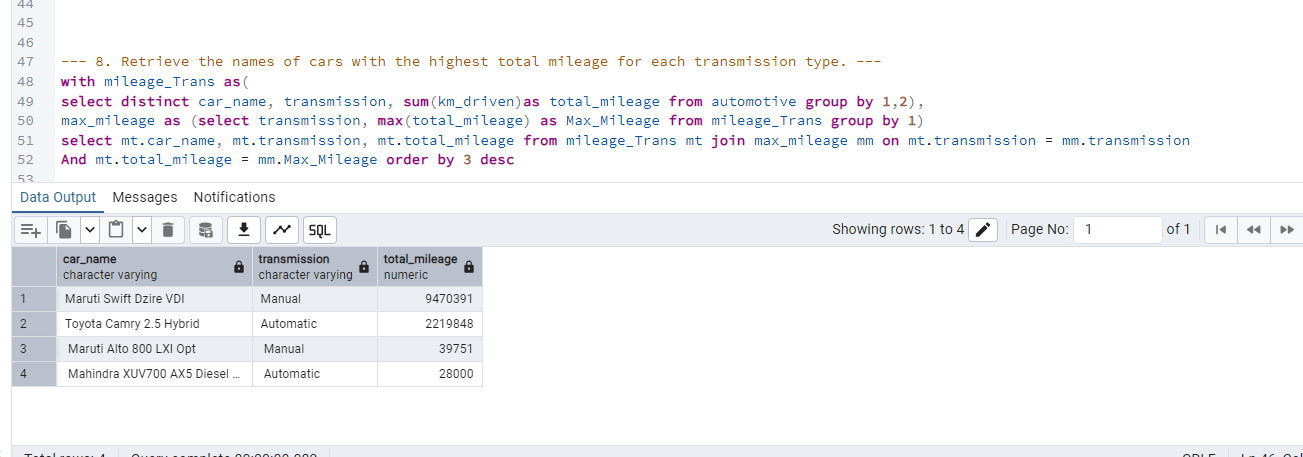 44
45
46
47 --- 8. Retrieve the names of cars with the highest total mileage for each transmission type. ---
48 with mileage_Trans as(
49 select distinct car_name, transmission, sum(km_driven)as total_mileage from automotive group by 1,2),
50 max_mileage as (select transmission, max(total_mileage) as Max_Mileage from mileage_Trans group by 1)
51 select mt.car_name, mt.transmission, mt.total_mileage from mileage_Trans mt join max_mileage mm on mt.transmission = mm.transmission
52 And mt.total_mileage = mm.Max_Mileage order by 3 desc
53
Data Output Messages Notifications
SQL Showing rows: 1 to 4 Page No: 1 of 1
car_name transmission total_mileage
character varying character varying numeric
1 Maruti Swift Dzire VDI Manual 9470391
2 Toyota Camry 2.5 Hybrid Automatic 2219848
3 Maruti Alto 800 LXI Opt Manual 39751
4 Mahindra XUV700 AX5 Diesel ... Automatic 28000
Total rows: 4 Query complete